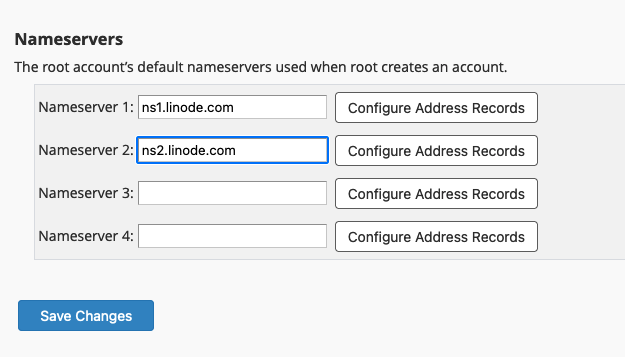 Nameservers
The root account’s default nameservers used when root creates an account.
Nameserver 1: ns1.linode.com Configure Address Records
Nameserver 2: ns2.linode.com Configure Address Records
Nameserver 3: Configure Address Records
Nameserver 4: Configure Address Records
Save Changes